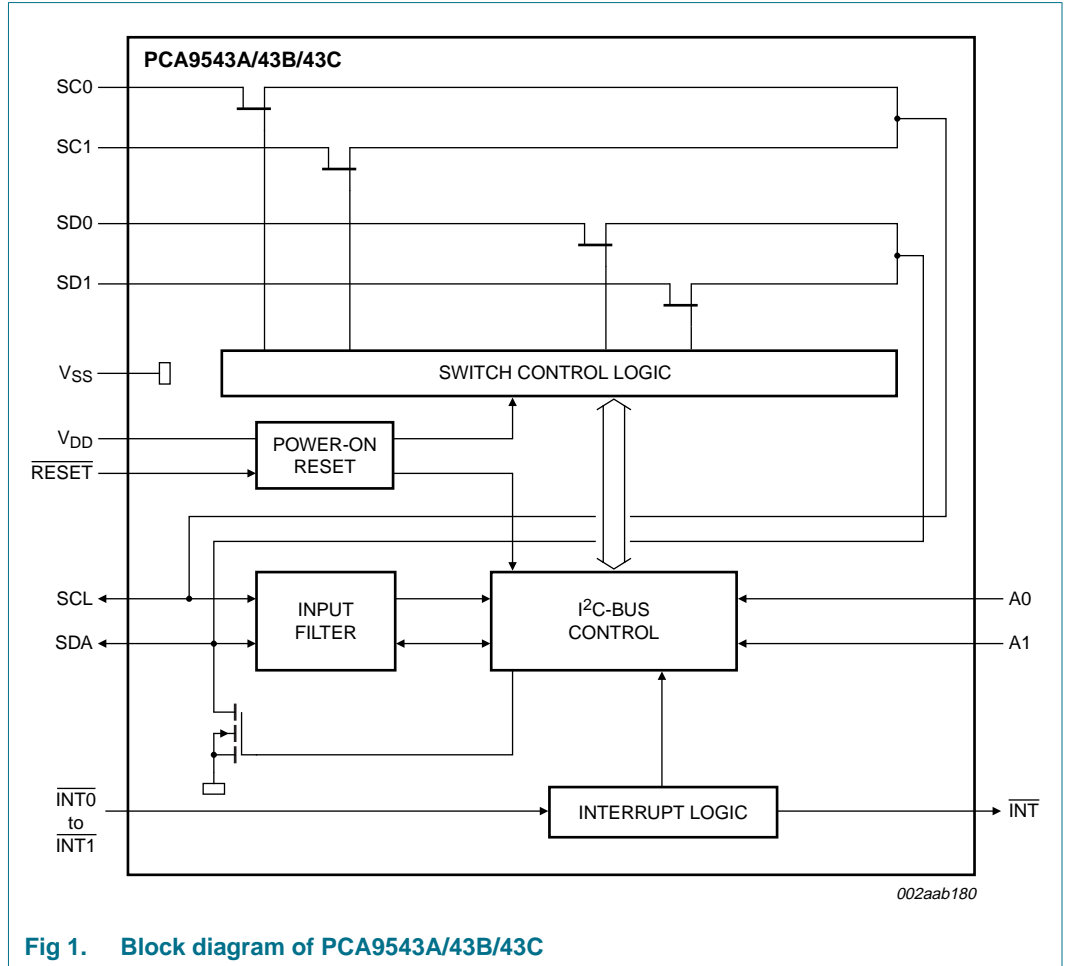 PCA9543A/43B/43C
SC0
SC1
SD0
SD1
VSS
SWITCH CONTROL LOGIC
VDD
RESET
POWER-ON
RESET
SCL
SDA
INPUT
FILTER
I2C-BUS
CONTROL
A0
A1
INT0
to
INT1
INTERRUPT LOGIC
INT
002aab180
Fig 1. Block diagram of PCA9543A/43B/43C